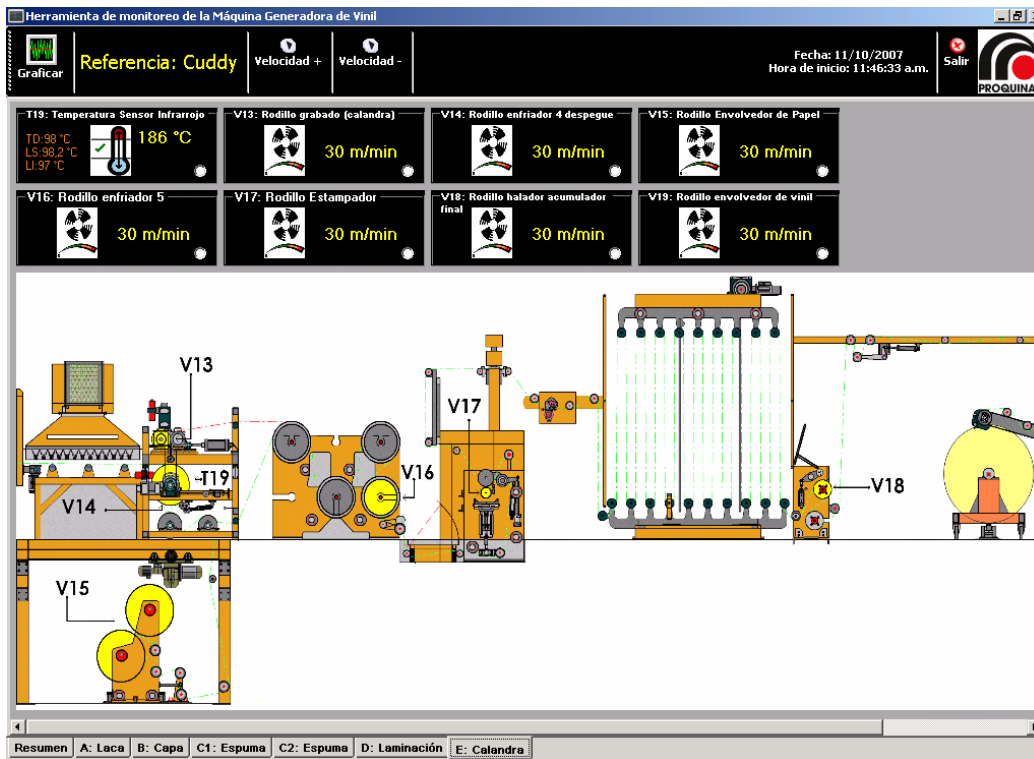 Herramienta de monitoreo de la Máquina Generadora de Vinil
Graficar
Referencia: Cuddy
Velocidad +
Velocidad -
Fecha: 11/10/2007
Hora de inicio: 11:46:33 a.m.
Salir
PROQUINAL
T19: Temperatura Sensor Infrarrojo
TD:98 °C
LS:98,2 °C
LI:97 °C
186 °C
V13: Rodillo grabado (calandra)
30 m/min
V14: Rodillo enfriador 4 despegue
30 m/min
V15: Rodillo Envolvedor de Papel
30 m/min
V16: Rodillo enfriador 5
30 m/min
V17: Rodillo Estampador
30 m/min
V18: Rodillo halador acumulador
final
30 m/min
V19: Rodillo envolvedor de vinil
30 m/min
V13
V17
T19
V16
V14
V18
V15
Resumen
A: Laca
B: Capa
C1: Espuma
C2: Espuma
D: Laminación
E: Calandra